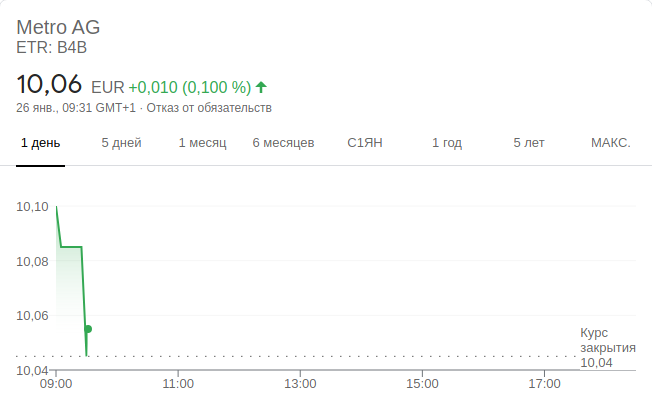 Metro AG
ETR: B4B
10,06 EUR +0,010 (0,100 %)
26 янв., 09:31 GMT+1 · Отказ от обязательств
1 день 5 дней 1 месяц 6 месяцев С1ЯН 1 год 5 лет МАКС.
10,10
10,08
10,06
Курс
закрытия
10,04
10,04
09:00 11:00 13:00 15:00 17:00